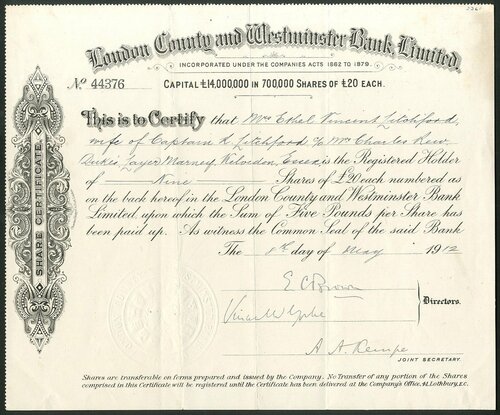 2261
London County and Westminster Bank, Limited.
INCORPORATED UNDER THE COMPANIES ACTS 1862 TO 1879.
No 44376
CAPITAL £14,000,000 IN 700,000 SHARES OF £20 EACH.
This is to Certify that Mrs Ethel Vincent Litchford,
wife of Captain R Litchford c/o Mrs Charles Rew
Dukes, Layer Marney, Kelvedon, Essex is the Registered Holder
of Nine Shares of £20 each numbered as
on the back hereof in the London County and Westminster Bank
Limited, upon which the Sum of Five Pounds per Share has
been paid up. As witness the Common Seal of the said Bank
The 8th day of May 1912
E C Brown
Directors.
A. A. Kempe
JOINT SECRETARY.
SHARE CERTIFICATE
Shares are transferable on forms prepared and issued by the Company. No Transfer of any portion of the Shares
comprised in this Certificate will be registered until the Certificate has been delivered at the Company's Office, 41, Lothbury, E.C.